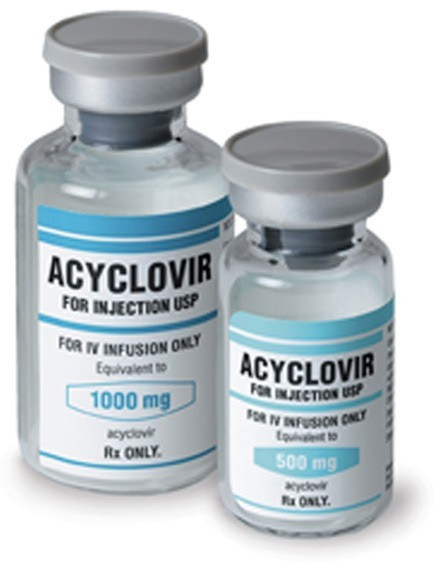 ACYCLOVIR
FOR INJECTION USP
FOR IV INFUSION ONLY
Equivalent to
1000 mg
acyclovir
Rx ONLY.
ACYCLOVIR
FOR INJECTION USP
FOR IV INFUSION ONLY
Equivalent to
500 mg
acyclovir
Rx ONLY.